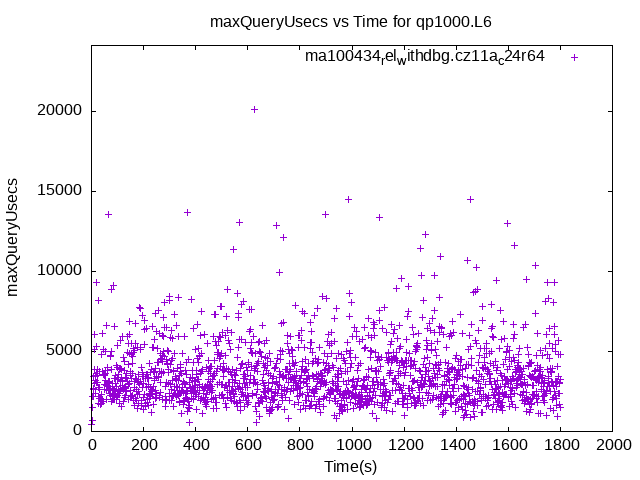 maxQueryUsecs vs Time for qp1000.L6
ma100434_rel_withdbg.cz11a_c24r64
maxQueryUsecs
20000
15000
10000
5000
0
0 200 400 600 800 1000 1200 1400 1600 1800 2000
Time(s)